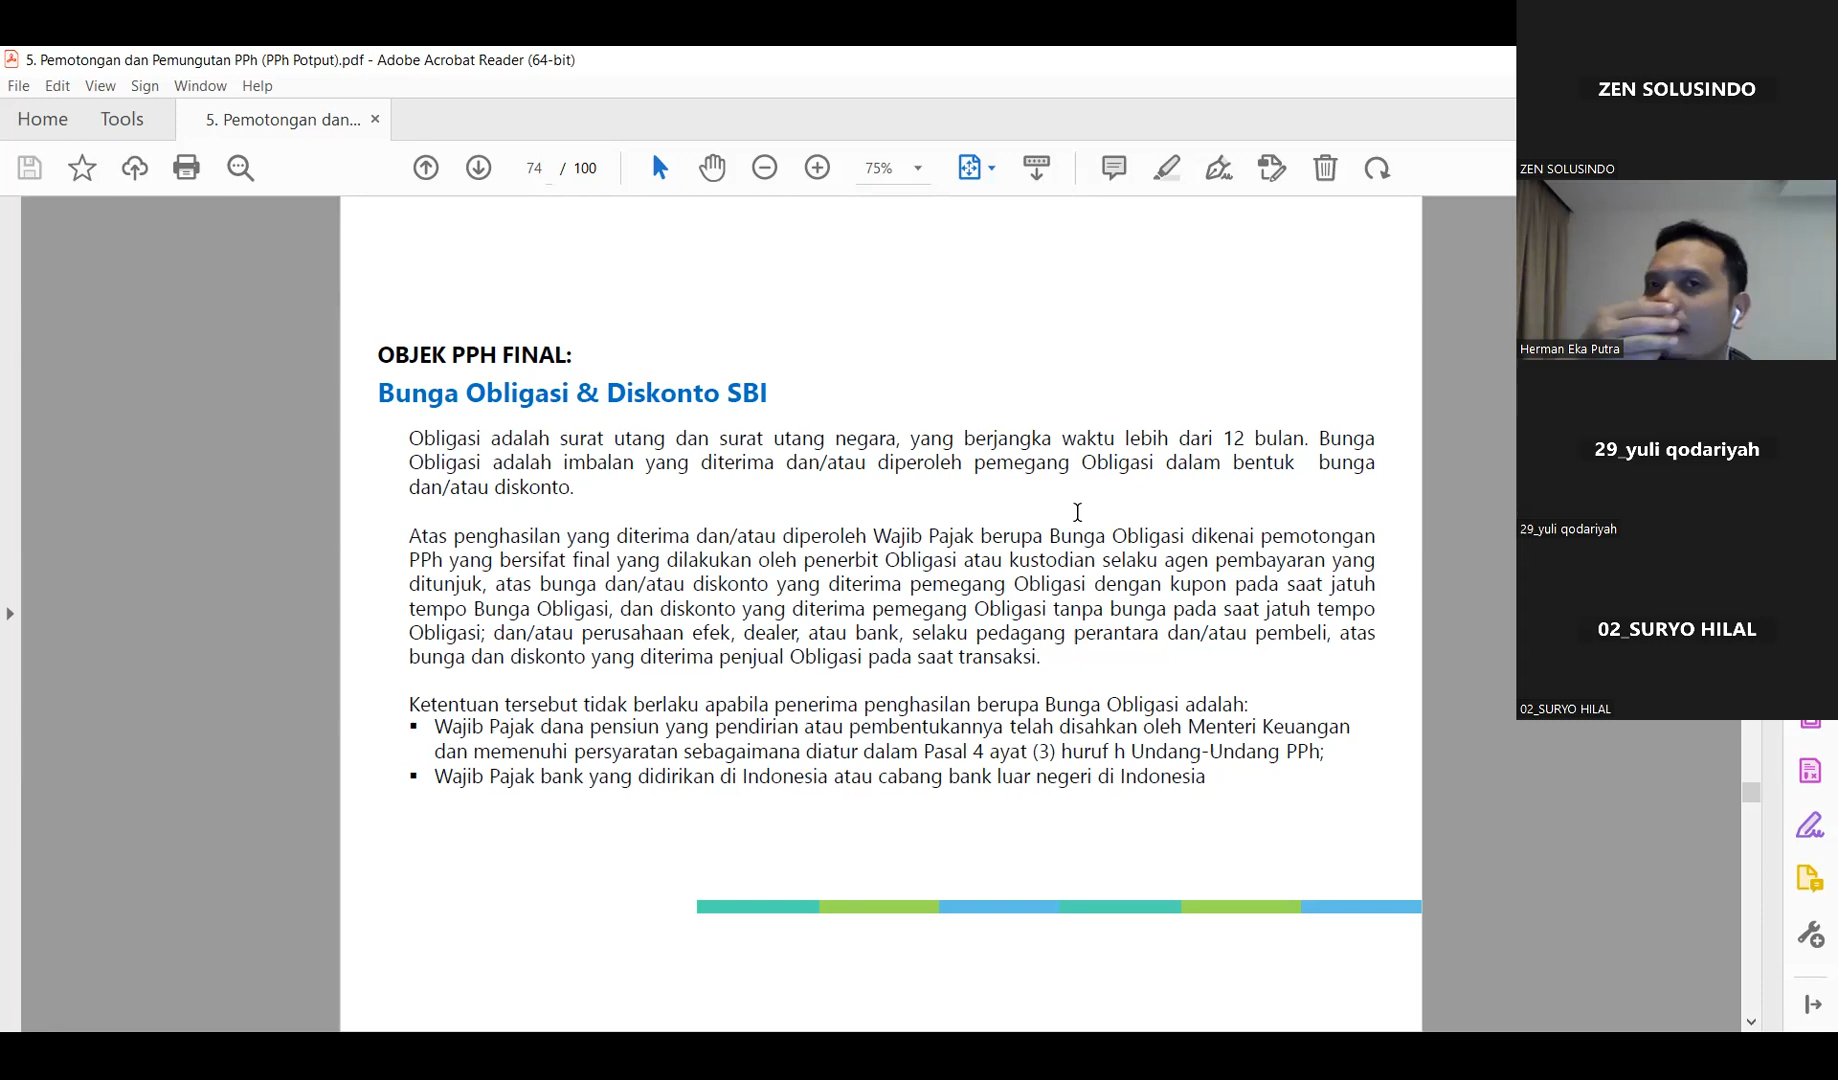 5. Pemotongan dan Pemungutan PPh (PPh Potput).pdf - Adobe Acrobat Reader (64-bit)
File Edit View Sign Window Help
Home Tools 5. Pemotongan dan... ×
74 / 100 75%
OBJEK PPH FINAL:
Bunga Obligasi & Diskonto SBI
Obligasi adalah surat utang dan surat utang negara, yang berjangka waktu lebih dari 12 bulan. Bunga
Obligasi adalah imbalan yang diterima dan/atau diperoleh pemegang Obligasi dalam bentuk bunga
dan/atau diskonto.
Atas penghasilan yang diterima dan/atau diperoleh Wajib Pajak berupa Bunga Obligasi dikenai pemotongan
PPh yang bersifat final yang dilakukan oleh penerbit Obligasi atau kustodian selaku agen pembayaran yang
ditunjuk, atas bunga dan/atau diskonto yang diterima pemegang Obligasi dengan kupon pada saat jatuh
tempo Bunga Obligasi, dan diskonto yang diterima pemegang Obligasi tanpa bunga pada saat jatuh tempo
Obligasi; dan/atau perusahaan efek, dealer, atau bank, selaku pedagang perantara dan/atau pembeli, atas
bunga dan diskonto yang diterima penjual Obligasi pada saat transaksi.
Ketentuan tersebut tidak berlaku apabila penerima penghasilan berupa Bunga Obligasi adalah:
▪ Wajib Pajak dana pensiun yang pendirian atau pembentukannya telah disahkan oleh Menteri Keuangan
dan memenuhi persyaratan sebagaimana diatur dalam Pasal 4 ayat (3) huruf h Undang-Undang PPh;
▪ Wajib Pajak bank yang didirikan di Indonesia atau cabang bank luar negeri di Indonesia
ZEN SOLUSINDO
ZEN SOLUSINDO
Herman Eka Putra
29_yuli qodariyah
29_yuli qodariyah
02_SURYO HILAL
02_SURYO HILAL